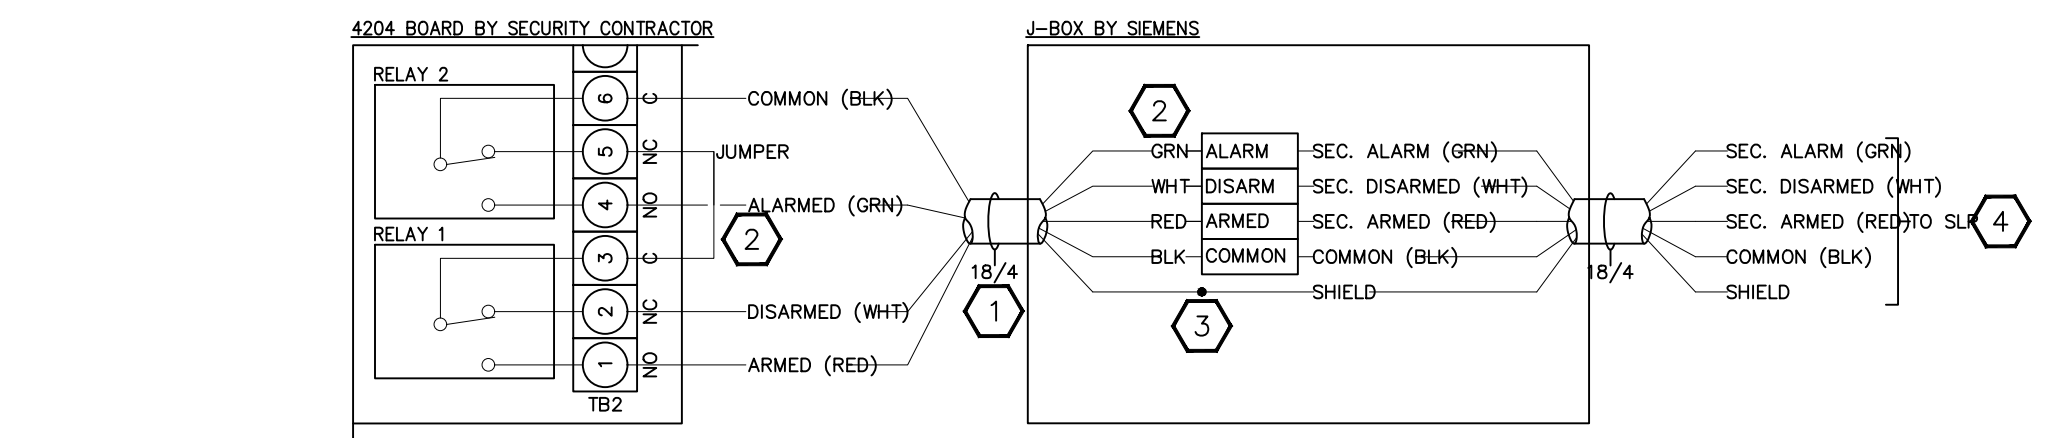 4204 BOARD BY SECURITY CONTRACTOR
RELAY 2
6 C COMMON (BLK)
5 NC JUMPER
4 NO ALARMED (GRN)
RELAY 1
2
3 C
2 NC DISARMED (WHT)
1 NO ARMED (RED)
TB2
18/4
1
J-BOX BY SIEMENS
2
GRN ALARM SEC. ALARM (GRN)
WHT DISARM SEC. DISARMED (WHT)
RED ARMED SEC. ARMED (RED)
BLK COMMON COMMON (BLK)
SHIELD
3
18/4
SEC. ALARM (GRN)
SEC. DISARMED (WHT)
SEC. ARMED (RED) TO SLP 4
COMMON (BLK)
SHIELD